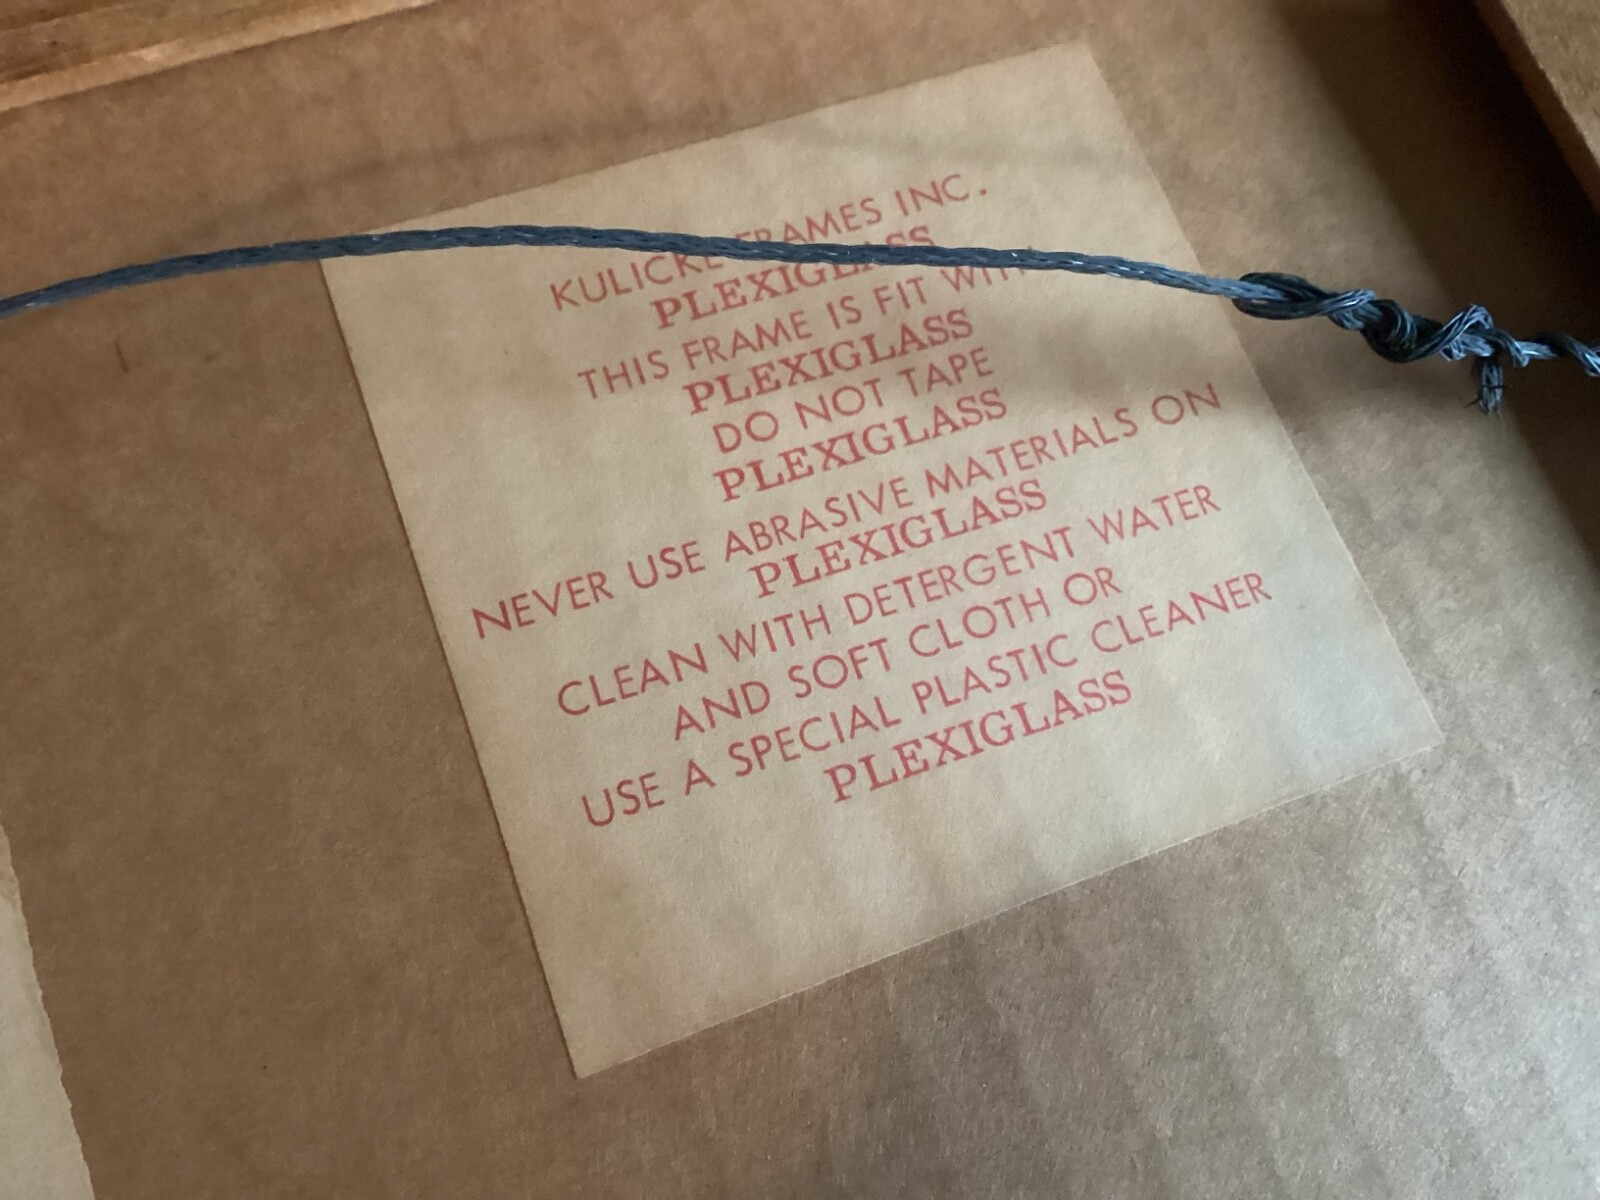 KULICKE FRAMES INC.
PLEXIGLASS
THIS FRAME IS FIT WITH
PLEXIGLASS
DO NOT TAPE
PLEXIGLASS
NEVER USE ABRASIVE MATERIALS ON
PLEXIGLASS
CLEAN WITH DETERGENT WATER
AND SOFT CLOTH OR
USE A SPECIAL PLASTIC CLEANER
PLEXIGLASS